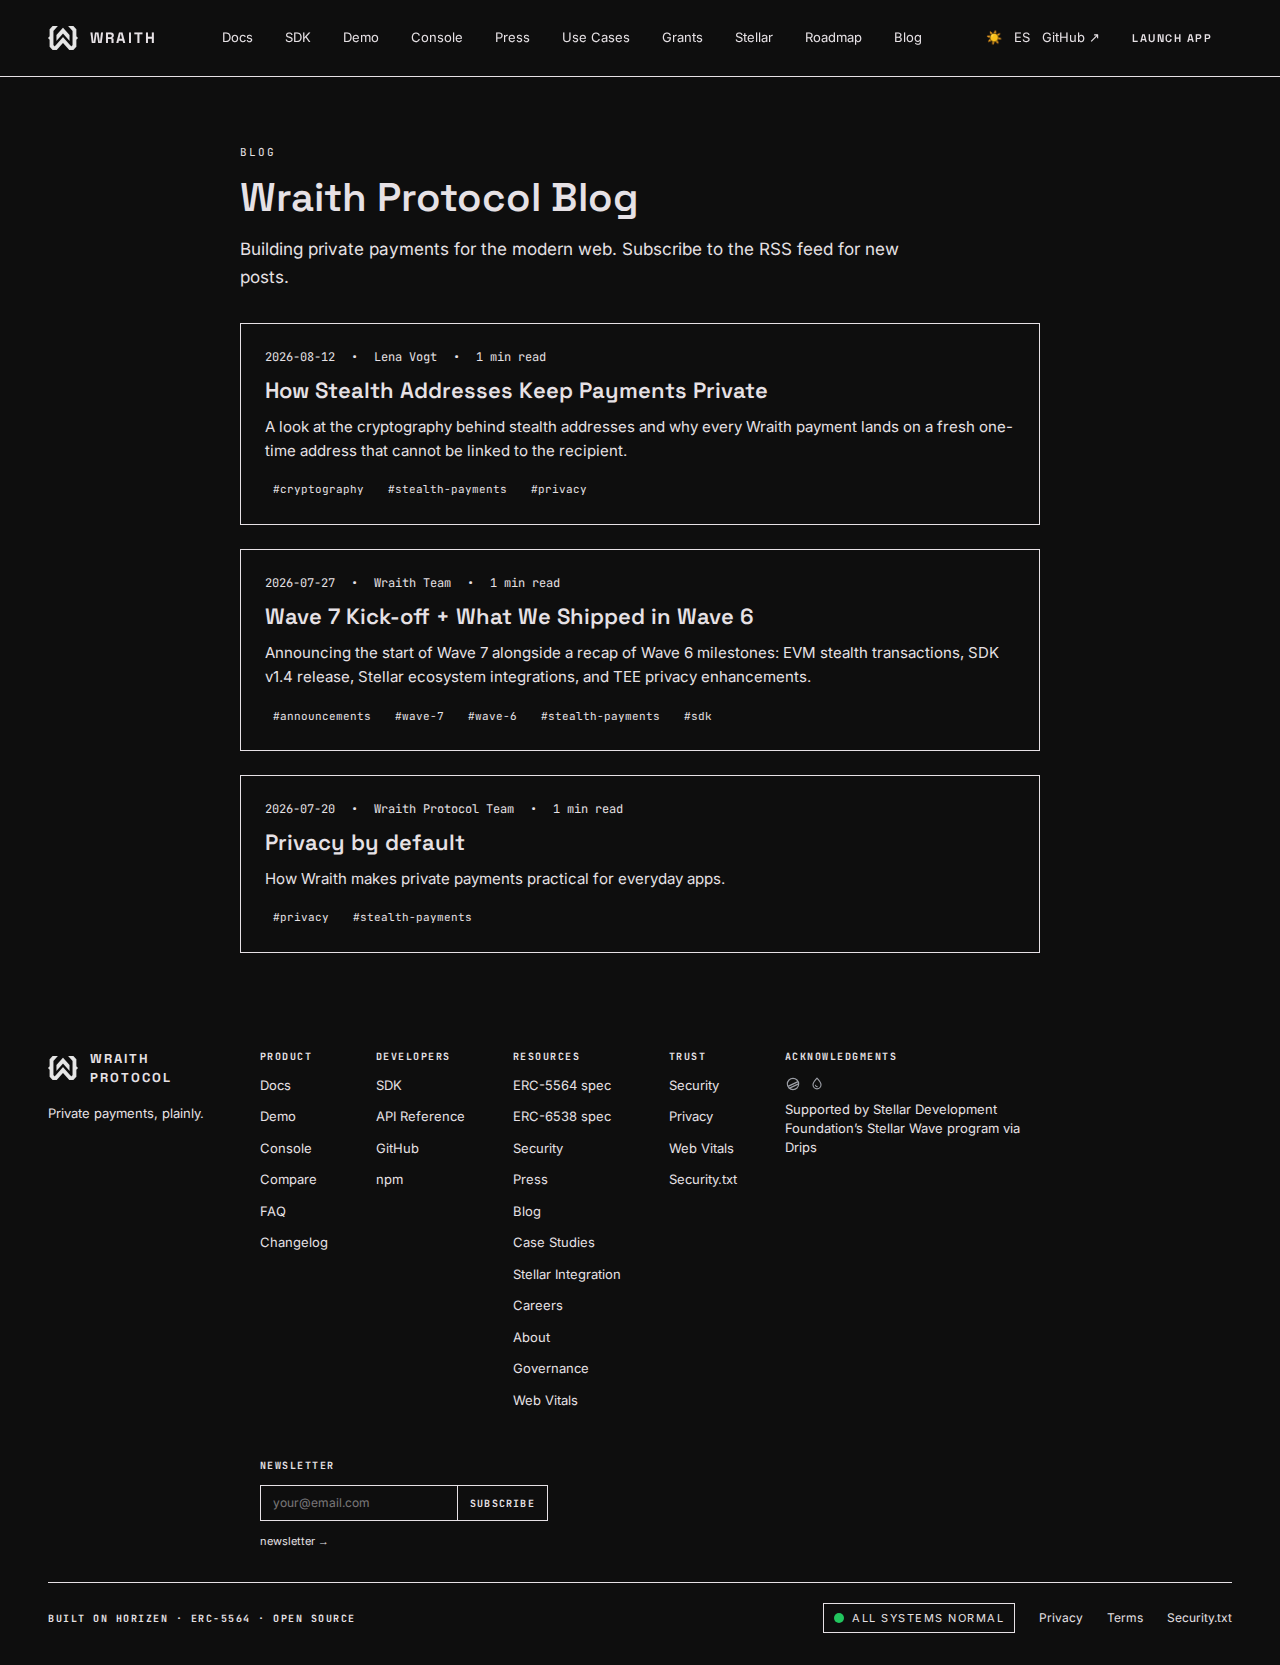 WRAITH
Docs SDK Demo Console Press Use Cases Grants Stellar Roadmap Blog
ES GitHub ↗ LAUNCH APP
BLOG
Wraith Protocol Blog
Building private payments for the modern web. Subscribe to the RSS feed for new
posts.
2026-08-12 • Lena Vogt • 1 min read
How Stealth Addresses Keep Payments Private
A look at the cryptography behind stealth addresses and why every Wraith payment lands on a fresh one-
time address that cannot be linked to the recipient.
#cryptography #stealth-payments #privacy
2026-07-27 • Wraith Team • 1 min read
Wave 7 Kick-off + What We Shipped in Wave 6
Announcing the start of Wave 7 alongside a recap of Wave 6 milestones: EVM stealth transactions, SDK
v1.4 release, Stellar ecosystem integrations, and TEE privacy enhancements.
#announcements #wave-7 #wave-6 #stealth-payments #sdk
2026-07-20 • Wraith Protocol Team • 1 min read
Privacy by default
How Wraith makes private payments practical for everyday apps.
#privacy #stealth-payments
WRAITH
PROTOCOL
Private payments, plainly.
PRODUCT
Docs
Demo
Console
Compare
FAQ
Changelog
DEVELOPERS
SDK
API Reference
GitHub
npm
RESOURCES
ERC-5564 spec
ERC-6538 spec
Security
Press
Blog
Case Studies
Stellar Integration
Careers
About
Governance
Web Vitals
TRUST
Security
Privacy
Web Vitals
Security.txt
ACKNOWLEDGMENTS
Supported by Stellar Development
Foundation’s Stellar Wave program via
Drips
NEWSLETTER
your@email.com SUBSCRIBE
newsletter →
BUILT ON HORIZEN · ERC-5564 · OPEN SOURCE
ALL SYSTEMS NORMAL Privacy Terms Security.txt